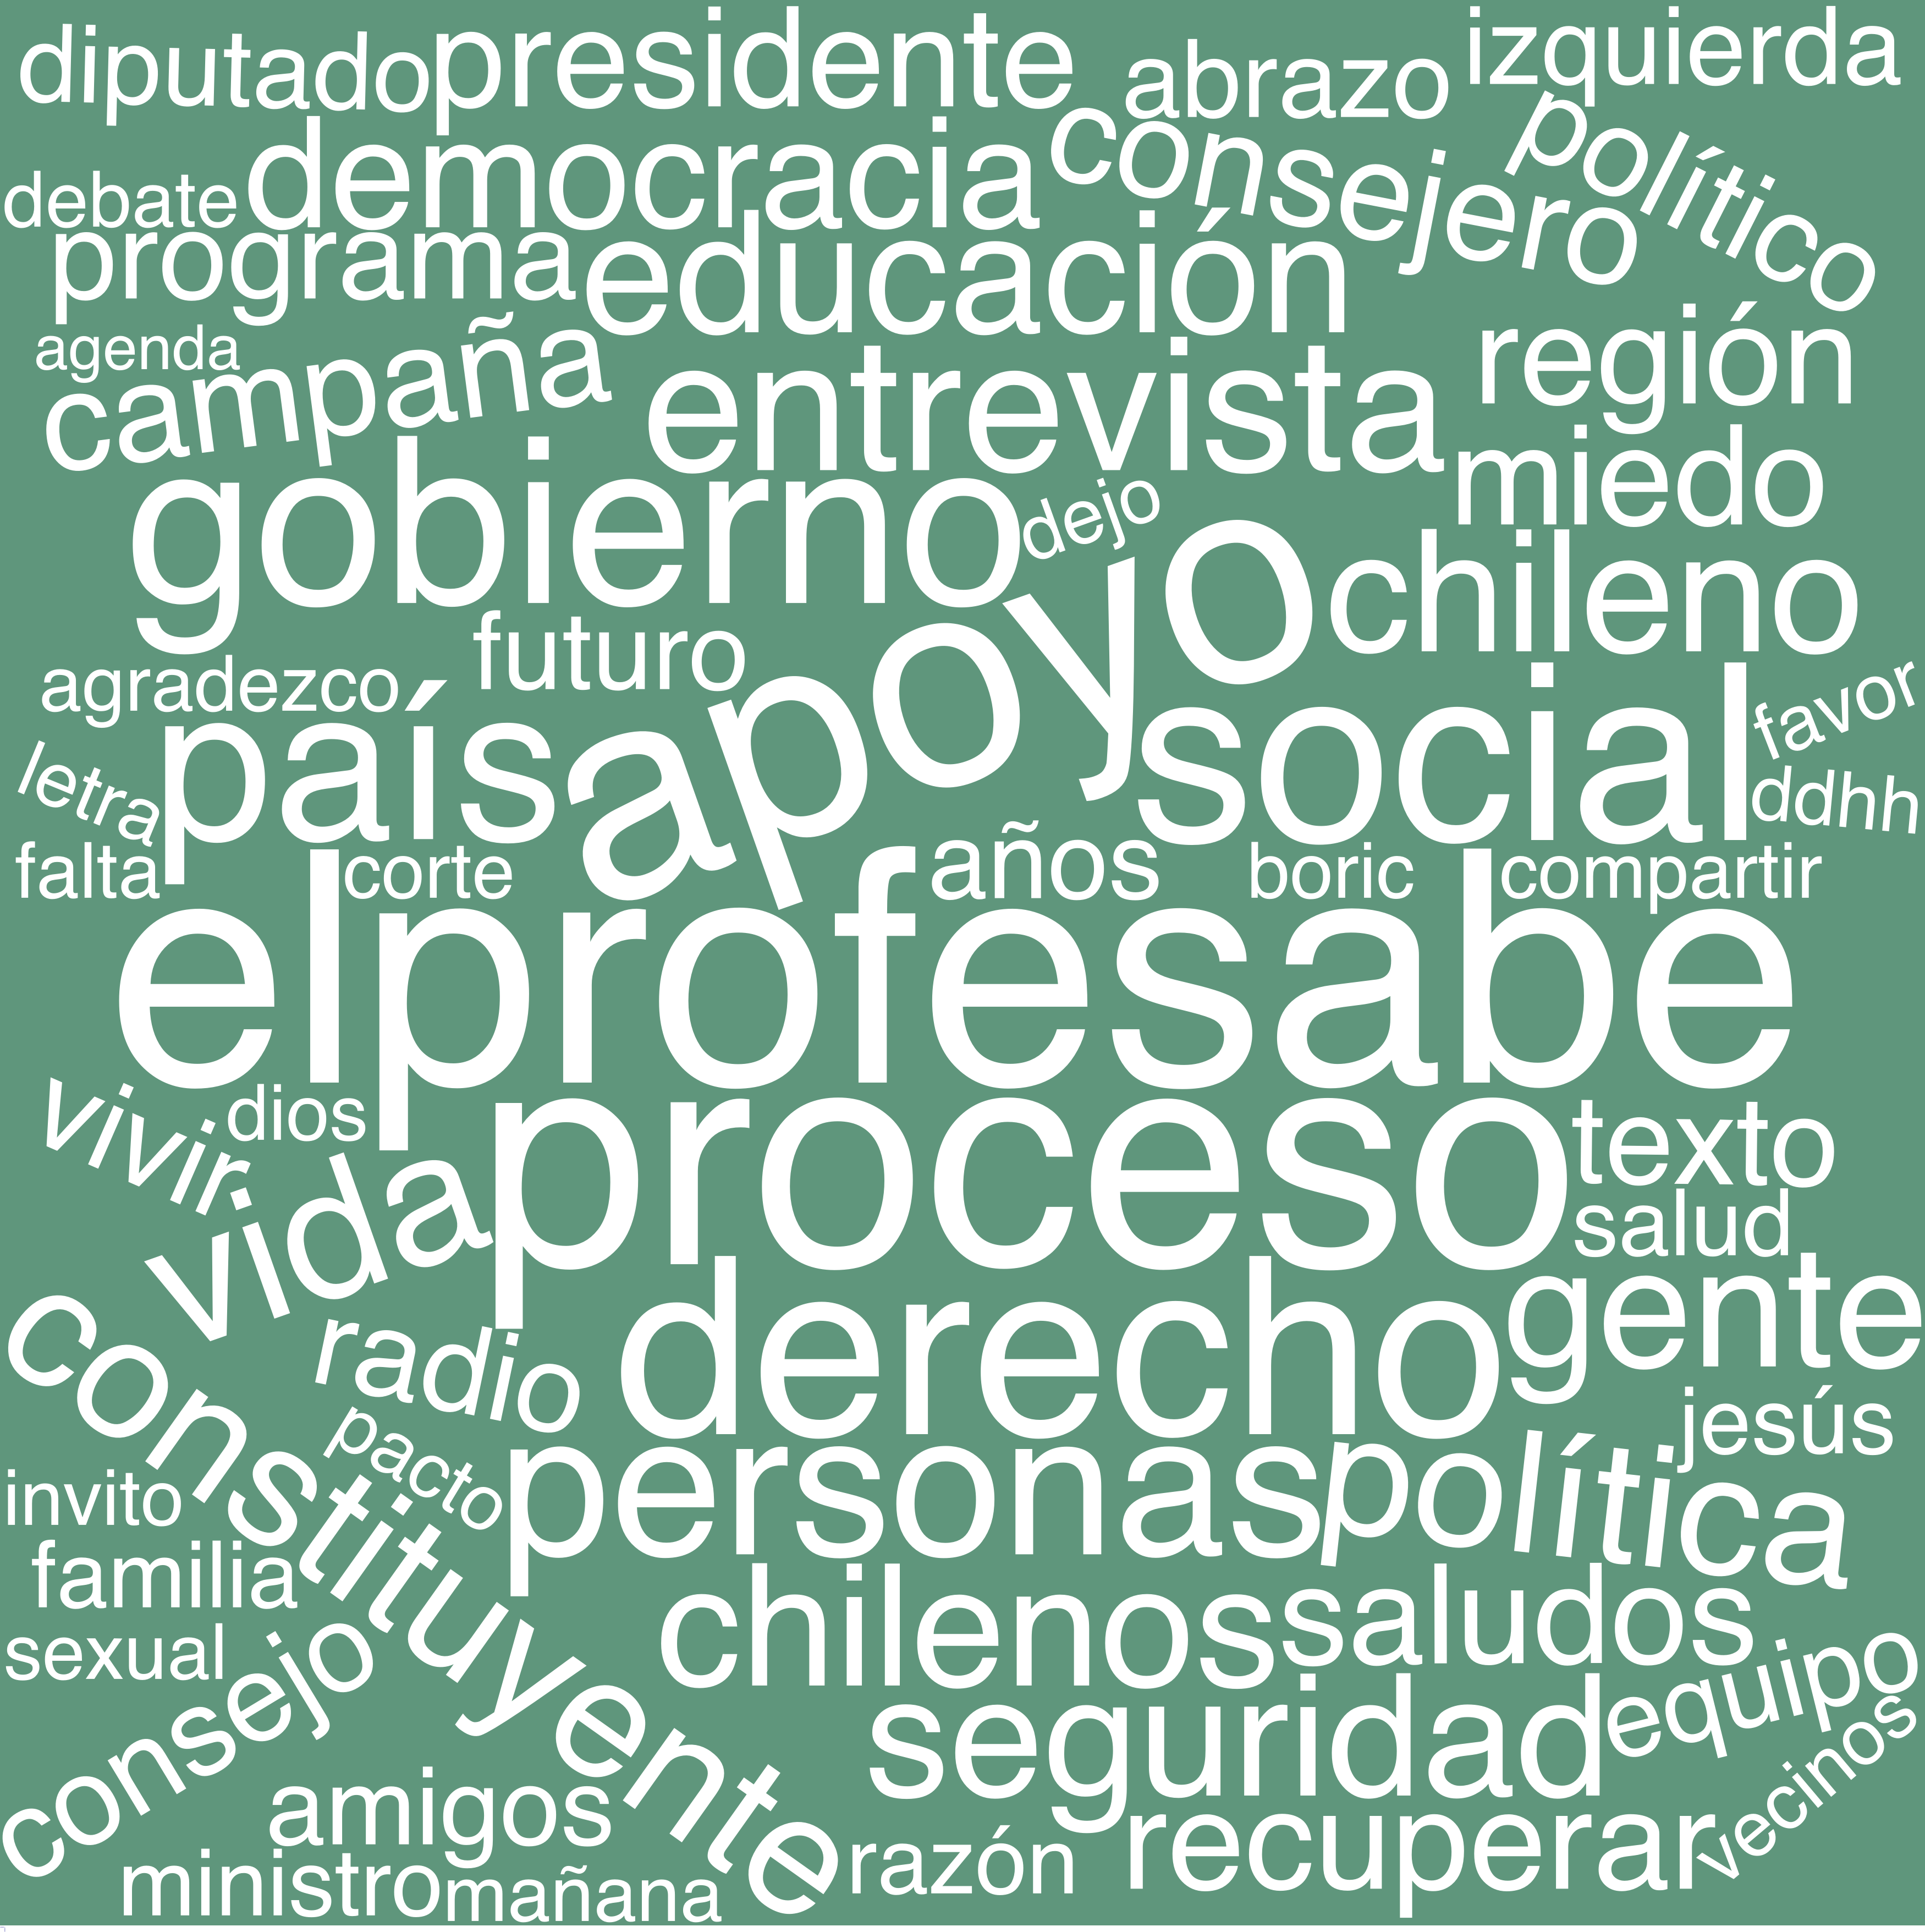 diputado presidente abrazo izquierda
democracia consejero político
debate
programa educación
agenda región
campaña entrevista
miedo
gobierno dejo
apoyo chileno
futuro
agradezco favor
país social
letra ddhh
falta corte años boric compartir
elprofesabe
vivir dios proceso texto
salud
vida
derecho gente
radio
constituyente jesús
pacto
invito personas política
familia
chilenos saludos
sexual
consejo equipo
seguridad vecinos
amigos
razón recuperar
ministro mañana